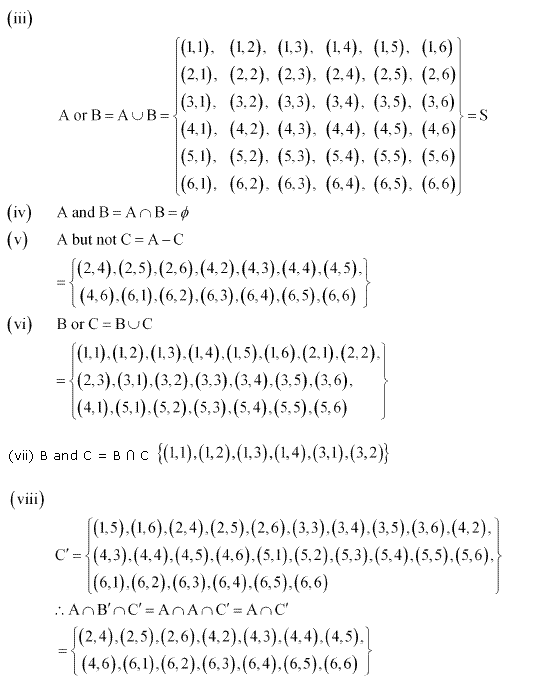 (iii)
(1,1), (1,2), (1,3), (1,4), (1,5), (1,6)
(2,1), (2,2), (2,3), (2,4), (2,5), (2,6)
(3,1), (3,2), (3,3), (3,4), (3,5), (3,6)
A or B = A ∪ B = { } = S
(4,1), (4,2), (4,3), (4,4), (4,5), (4,6)
(5,1), (5,2), (5,3), (5,4), (5,5), (5,6)
(6,1), (6,2), (6,3), (6,4), (6,5), (6,6)
(iv) A and B = A ∩ B = ϕ
(v) A but not C = A − C
= {(2,4),(2,5),(2,6),(4,2),(4,3),(4,4),(4,5),
(4,6),(6,1),(6,2),(6,3),(6,4),(6,5),(6,6)}
(vi) B or C = B ∪ C
{(1,1),(1,2),(1,3),(1,4),(1,5),(1,6),(2,1),(2,2),
= (2,3),(3,1),(3,2),(3,3),(3,4),(3,5),(3,6),
(4,1),(5,1),(5,2),(5,3),(5,4),(5,5),(5,6)}
(vii) B and C = B ∩ C {(1,1),(1,2),(1,3),(1,4),(3,1),(3,2)}
(viii)
{(1,5),(1,6),(2,4),(2,5),(2,6),(3,3),(3,4),(3,5),(3,6),(4,2),
C′ = (4,3),(4,4),(4,5),(4,6),(5,1),(5,2),(5,3),(5,4),(5,5),(5,6),
(6,1),(6,2),(6,3),(6,4),(6,5),(6,6)}
∴ A ∩ B′ ∩ C′ = A ∩ A ∩ C′ = A ∩ C′
= {(2,4),(2,5),(2,6),(4,2),(4,3),(4,4),(4,5),
(4,6),(6,1),(6,2),(6,3),(6,4),(6,5),(6,6)}